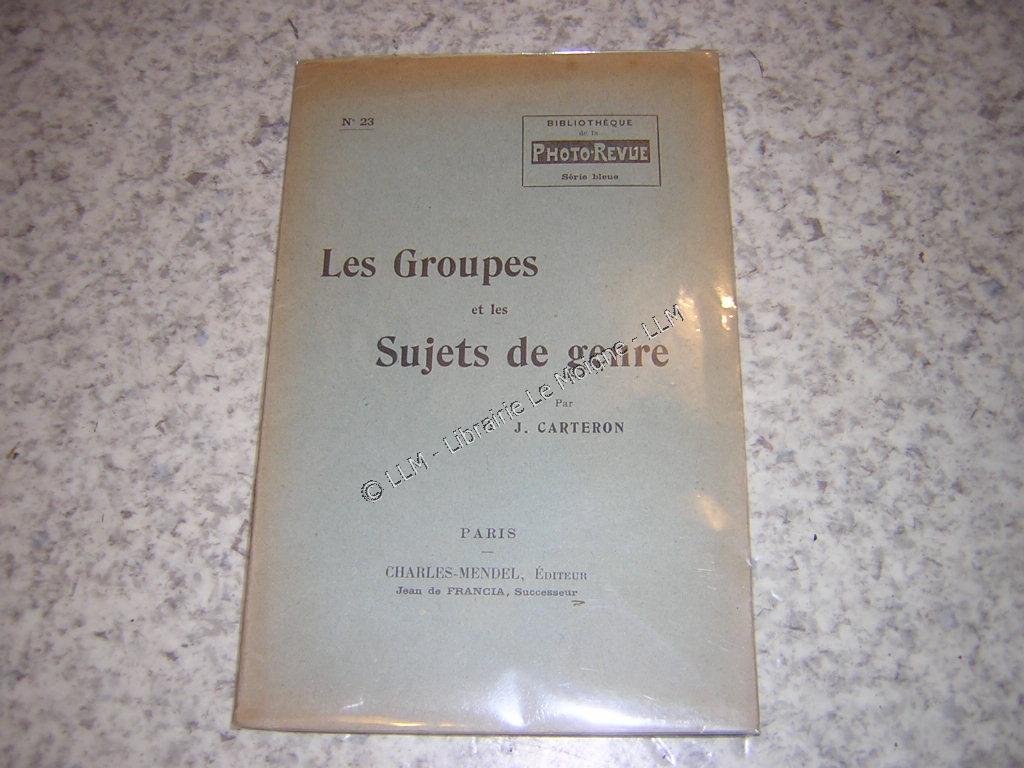 N° 23
BIBLIOTHÈQUE
de la
PHOTO-REVUE
Série bleue
Les Groupes
et les
Sujets de genre
Par
J. CARTERON
© LLM - Librairie Le Moigne - LLM
PARIS
CHARLES-MENDEL, ÉDITEUR
Jean de FRANCIA, Successeur